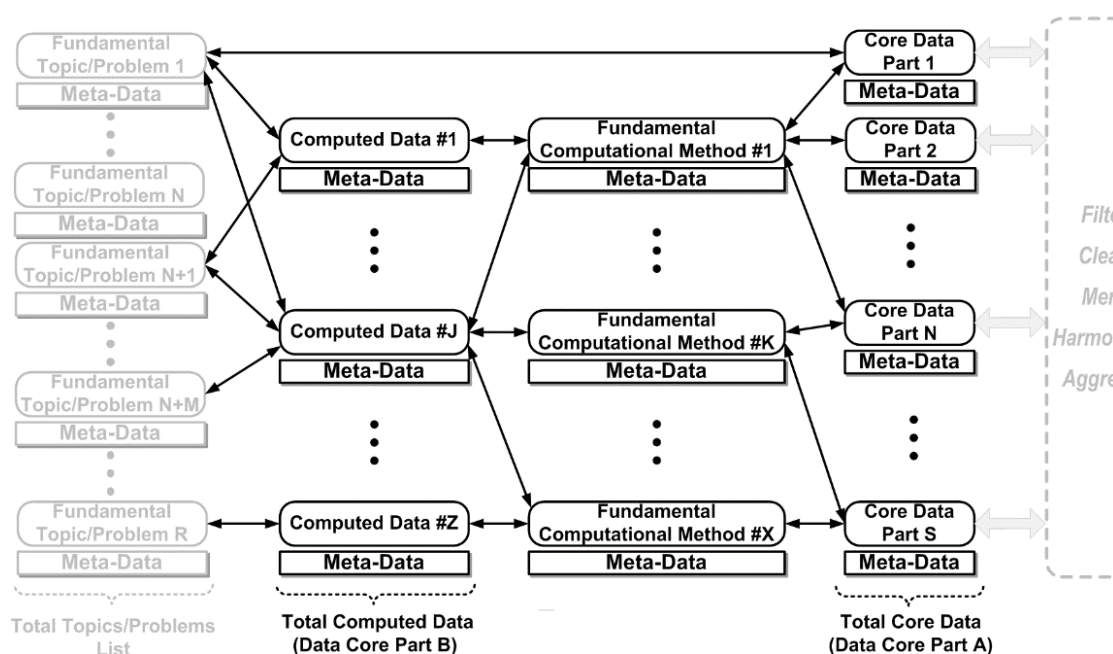 Fundamental
Topic/Problem 1
Meta-Data
Fundamental
Topic/Problem N
Meta-Data
Fundamental
Topic/Problem N+1
Meta-Data
Fundamental
Topic/Problem N+M
Meta-Data
Fundamental
Topic/Problem R
Meta-Data
Total Topics/Problems
List
Computed Data #1
Meta-Data
Computed Data #J
Meta-Data
Computed Data #Z
Meta-Data
Total Computed Data
(Data Core Part B)
Fundamental
Computational Method #1
Meta-Data
Fundamental
Computational Method #K
Meta-Data
Fundamental
Computational Method #X
Meta-Data
Core Data
Part 1
Meta-Data
Core Data
Part 2
Meta-Data
Core Data
Part N
Meta-Data
Core Data
Part S
Meta-Data
Total Core Data
(Data Core Part A)